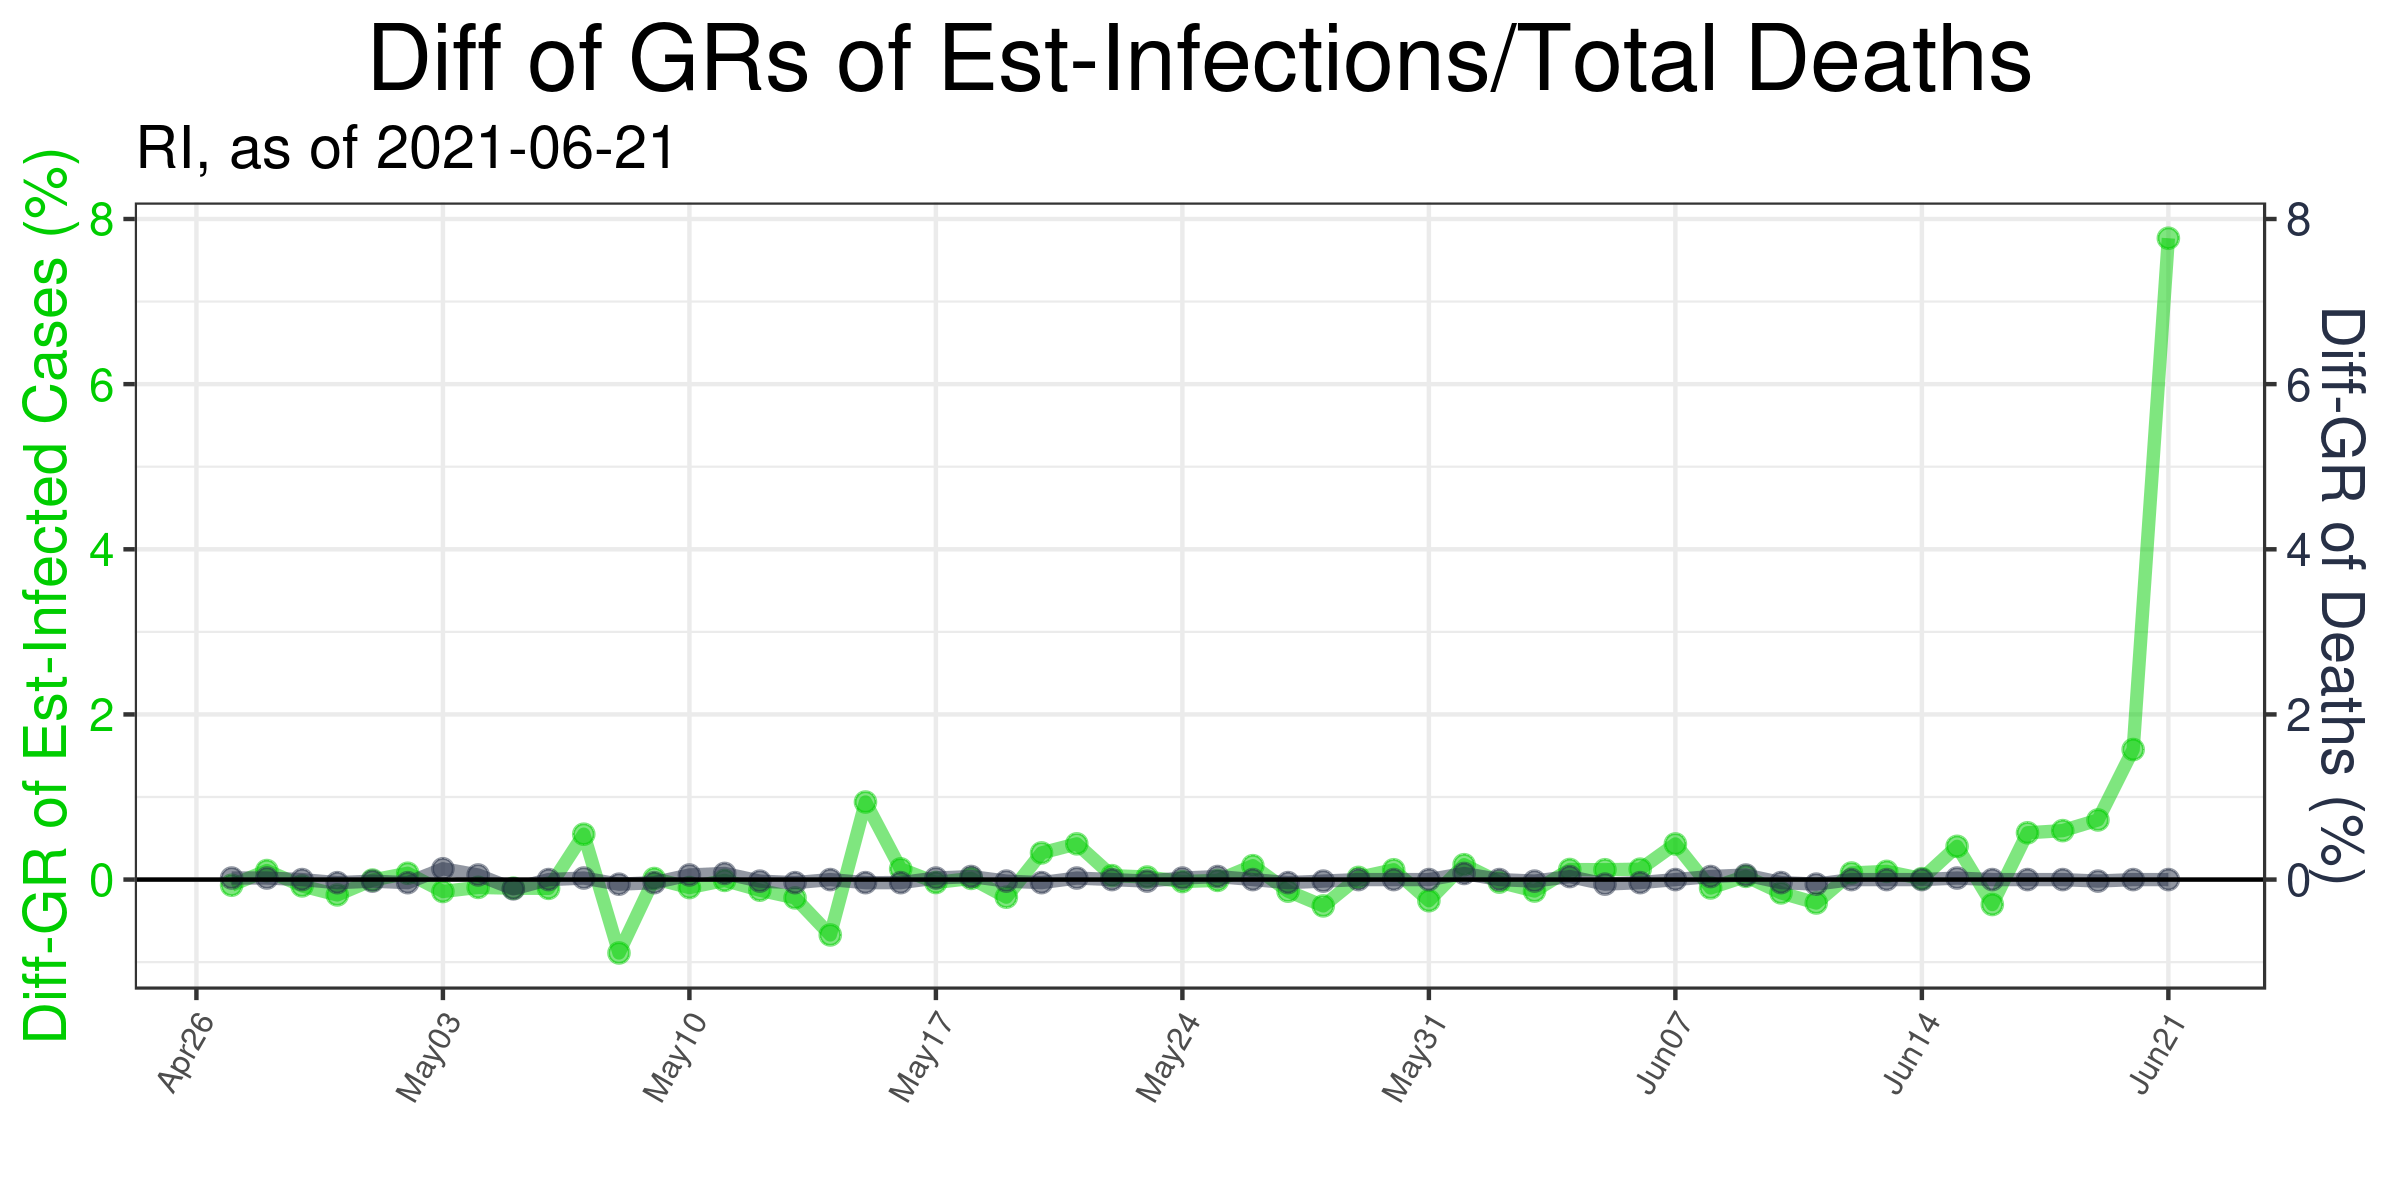 Diff of GRs of Est-Infections/Total Deaths
RI, as of 2021-06-21
Diff-GR of Est-Infected Cases (%)
8
6
4
2
0
8
6
4
2
0
Diff-GR of Deaths (%)
Apr26
May03
May10
May17
May24
May31
Jun07
Jun14
Jun21